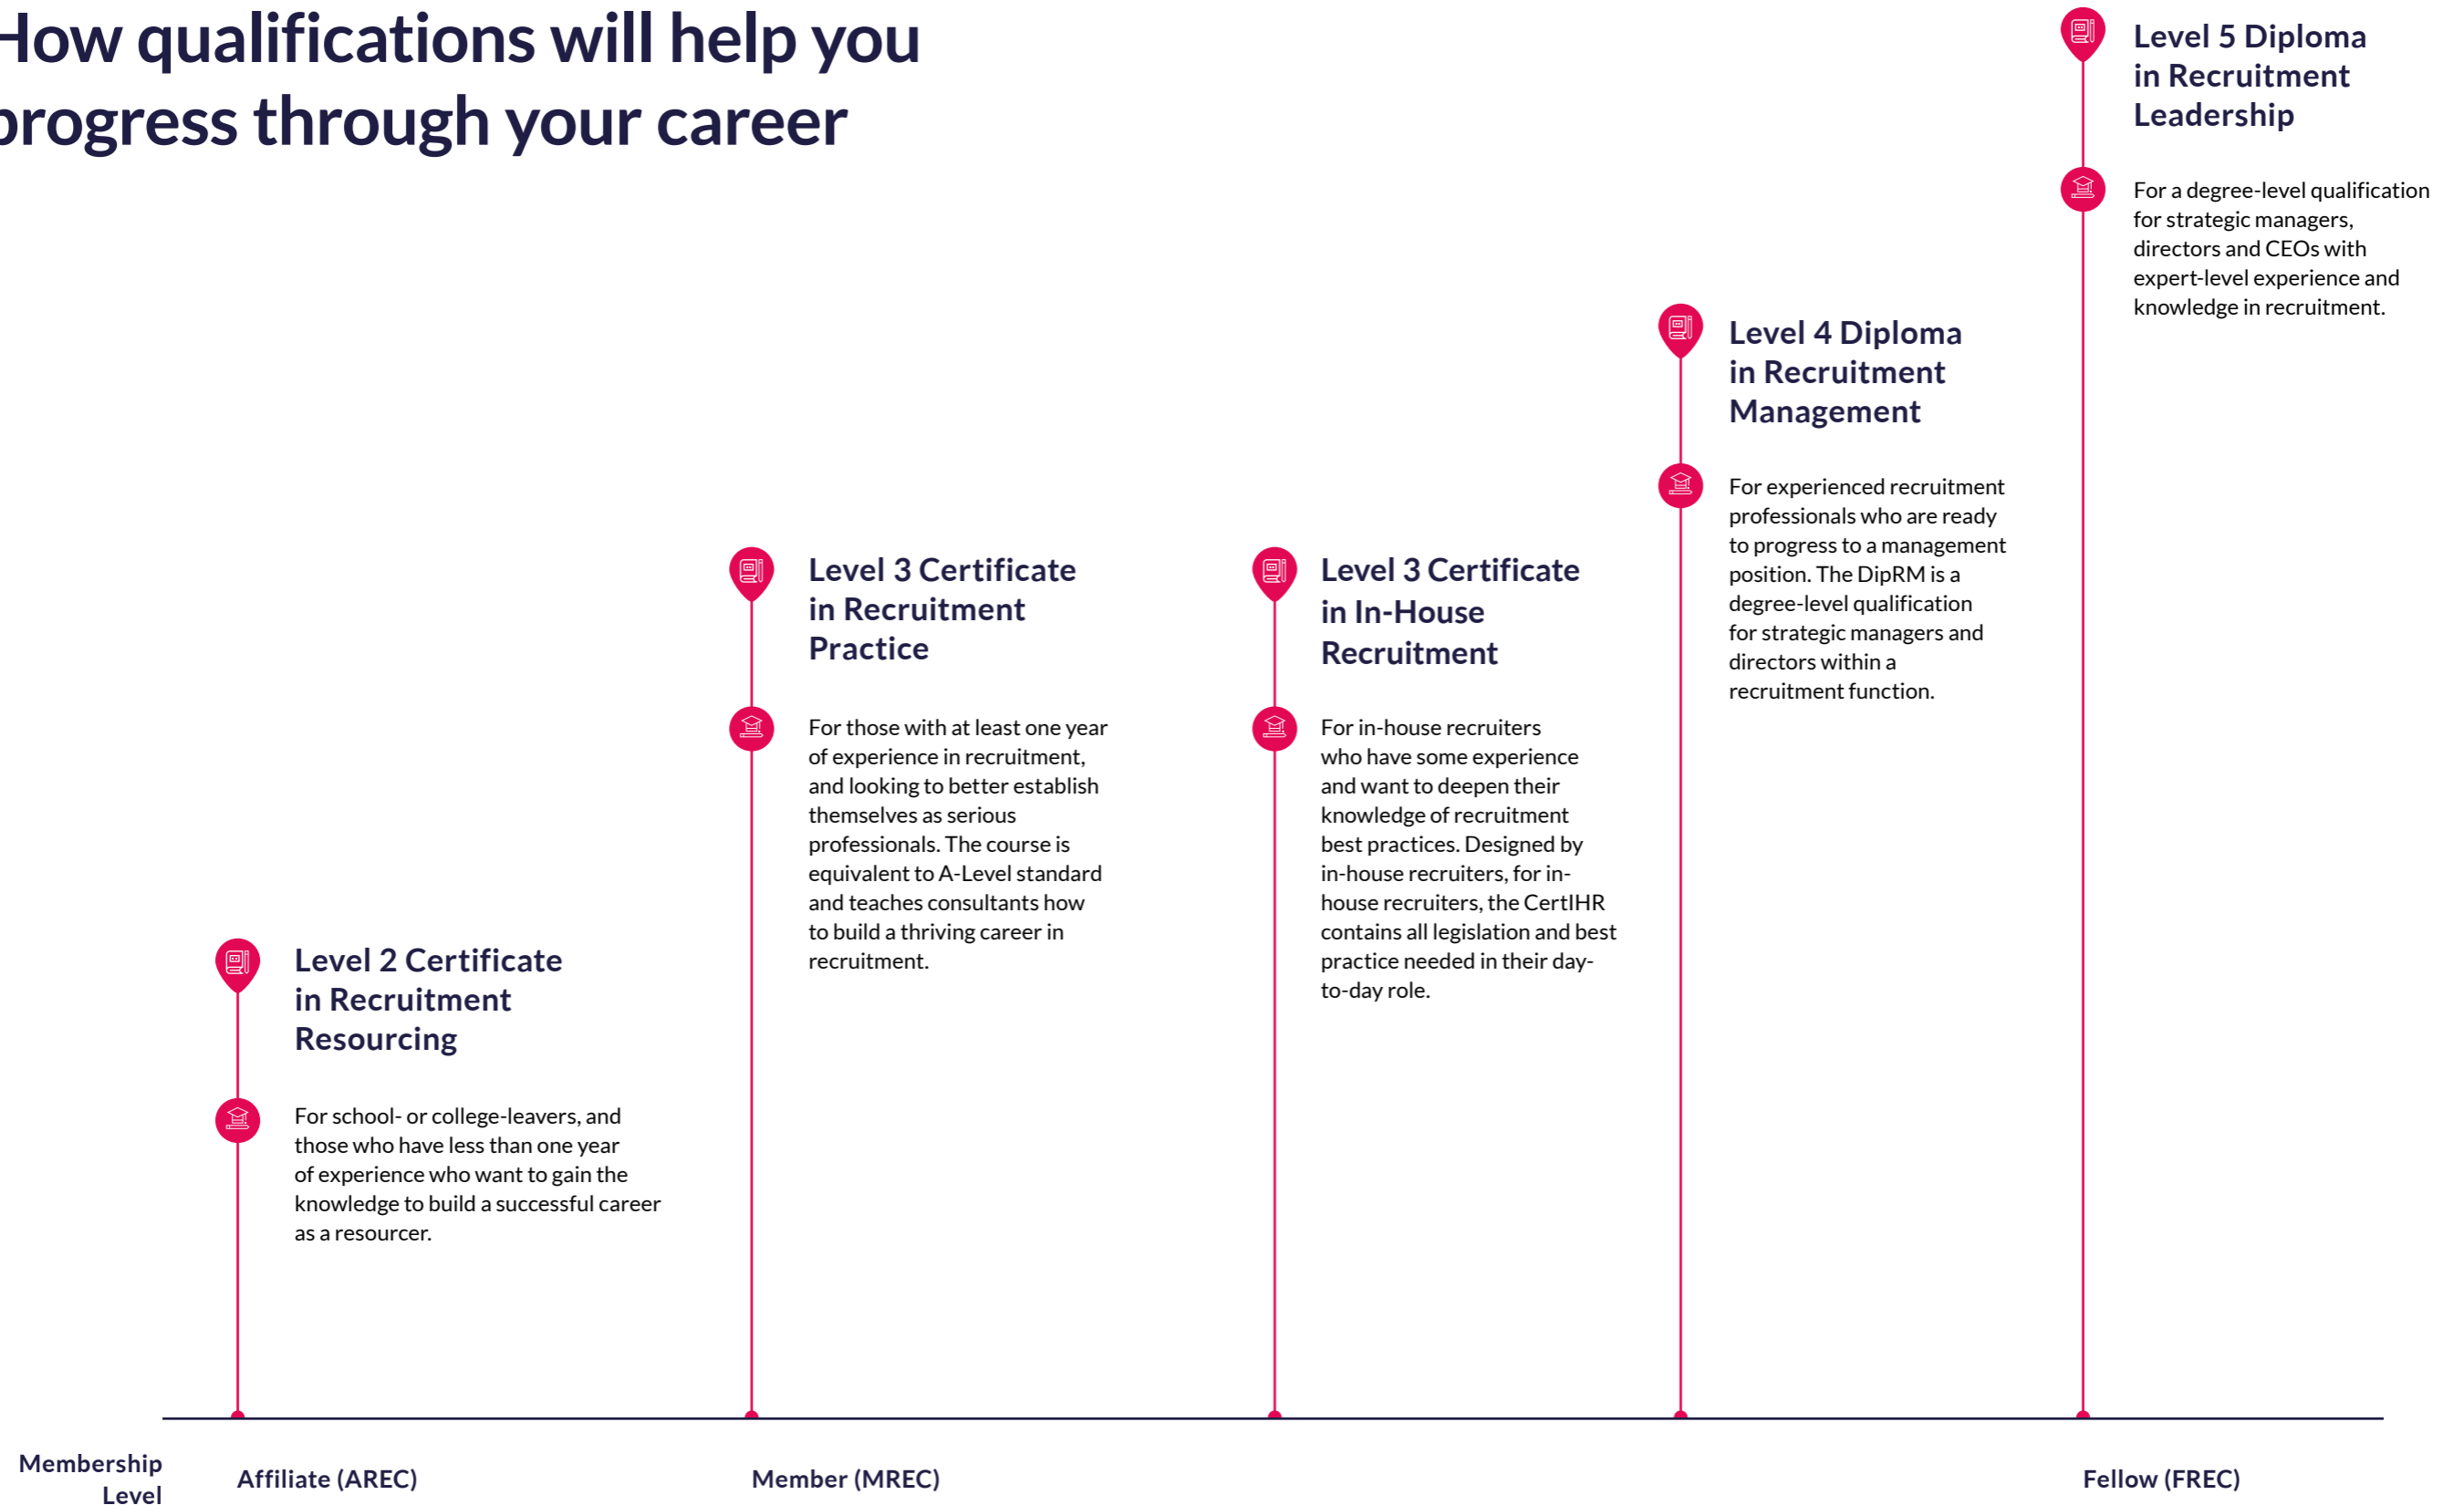 How qualifications will help you
progress through your career
Level 5 Diploma
in Recruitment
Leadership
For a degree-level qualification
for strategic managers,
directors and CEOs with
expert-level experience and
knowledge in recruitment.
Level 4 Diploma
in Recruitment
Management
For experienced recruitment
professionals who are ready
to progress to a management
position. The DipRM is a
degree-level qualification
for strategic managers and
directors within a
recruitment function.
Level 3 Certificate
in Recruitment
Practice
For those with at least one year
of experience in recruitment,
and looking to better establish
themselves as serious
professionals. The course is
equivalent to A-Level standard
and teaches consultants how
to build a thriving career in
recruitment.
Level 3 Certificate
in In-House
Recruitment
For in-house recruiters
who have some experience
and want to deepen their
knowledge of recruitment
best practices. Designed by
in-house recruiters, for in-
house recruiters, the CertIHR
contains all legislation and best
practice needed in their day-
to-day role.
Level 2 Certificate
in Recruitment
Resourcing
For school- or college-leavers, and
those who have less than one year
of experience who want to gain the
knowledge to build a successful career
as a resourcer.
Membership
Level
Affiliate (AREC)
Member (MREC)
Fellow (FREC)